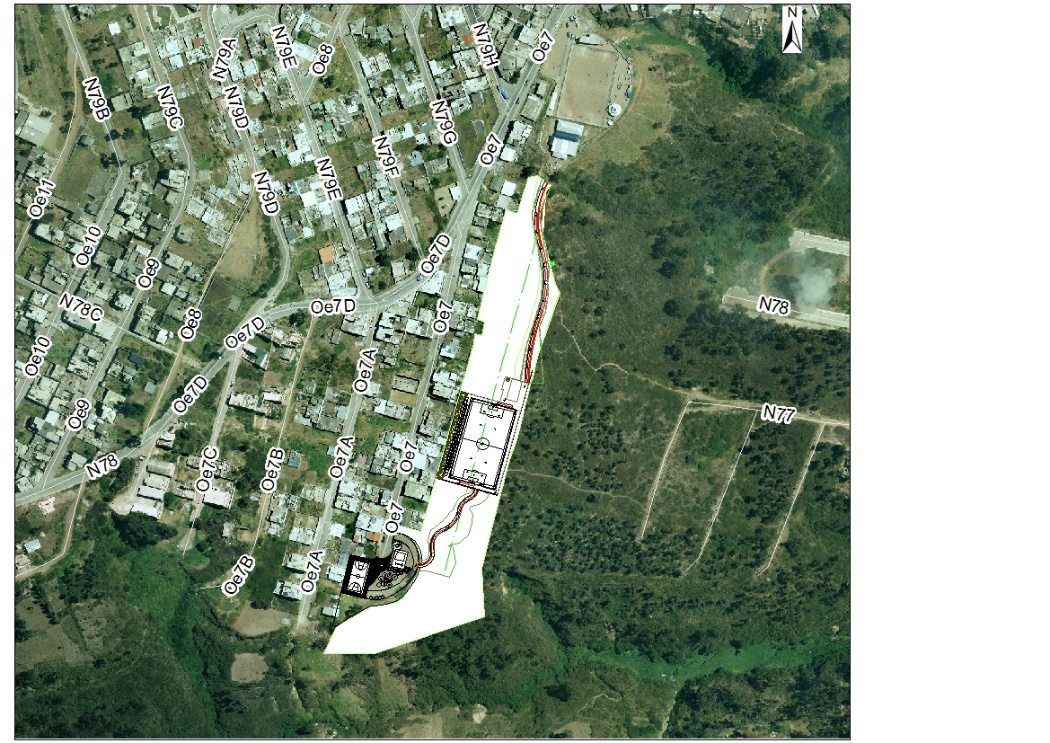 N
N79A
N79E
Oe8
N79H
Oe7
N79B
N79C
N79D
N79G
Oe7
N79F
N79E
N79D
Oe11
Oe10
Oe9
Oe7D
N78C
Oe7D
Oe7
N78
Oe8
Oe7D
Oe10
Oe7A
Oe7D
Oe9
N77
N78
Oe7C
Oe7B
Oe7A
Oe7
Oe7
Oe7B
Oe7A